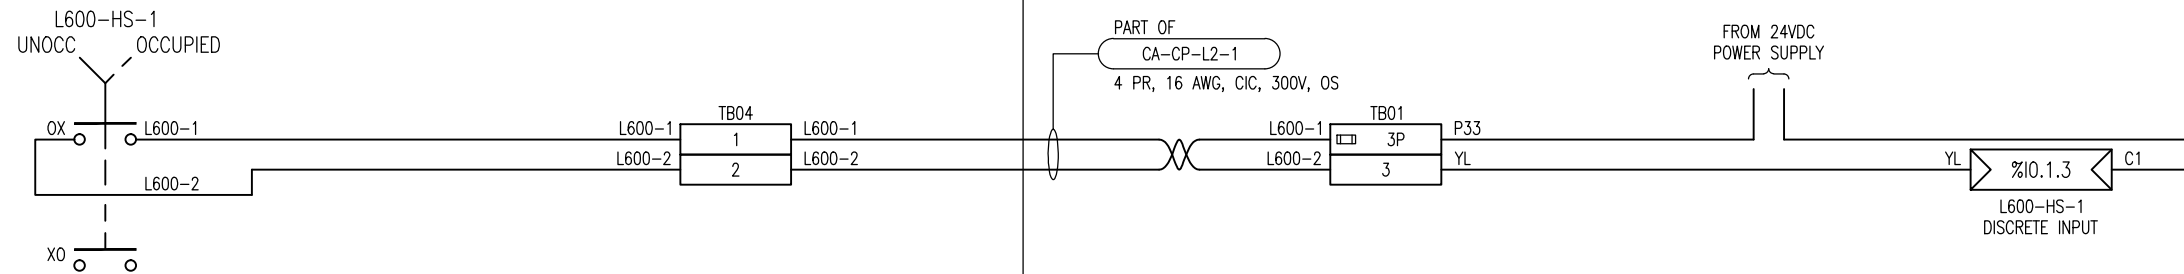 L600-HS-1
UNOCC OCCUPIED
OX L600-1
L600-2
XO
TB04
L600-1 1 L600-1
L600-2 2 L600-2
PART OF
CA-CP-L2-1
4 PR, 16 AWG, CIC, 300V, OS
TB01
L600-1 3P P33
L600-2 3 YL
FROM 24VDC
POWER SUPPLY
YL %I0.1.3 C1
L600-HS-1
DISCRETE INPUT